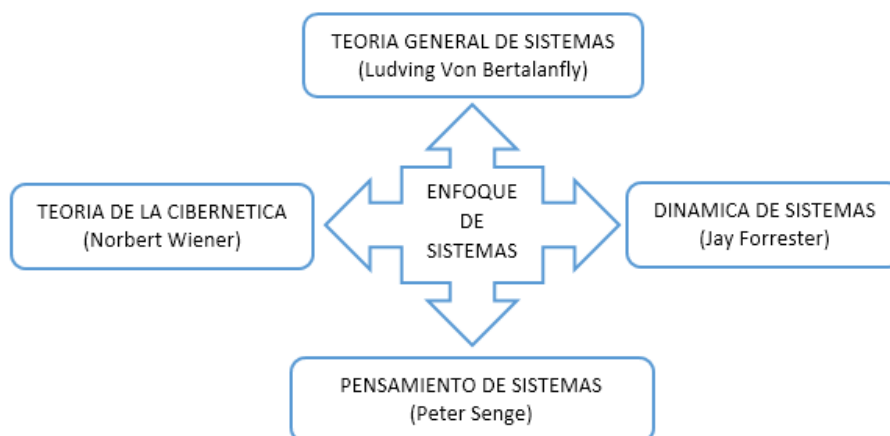 TEORIA GENERAL DE SISTEMAS
(Ludving Von Bertalanfly)
TEORIA DE LA CIBERNETICA
(Norbert Wiener)
ENFOQUE
DE
SISTEMAS
DINAMICA DE SISTEMAS
(Jay Forrester)
PENSAMIENTO DE SISTEMAS
(Peter Senge)